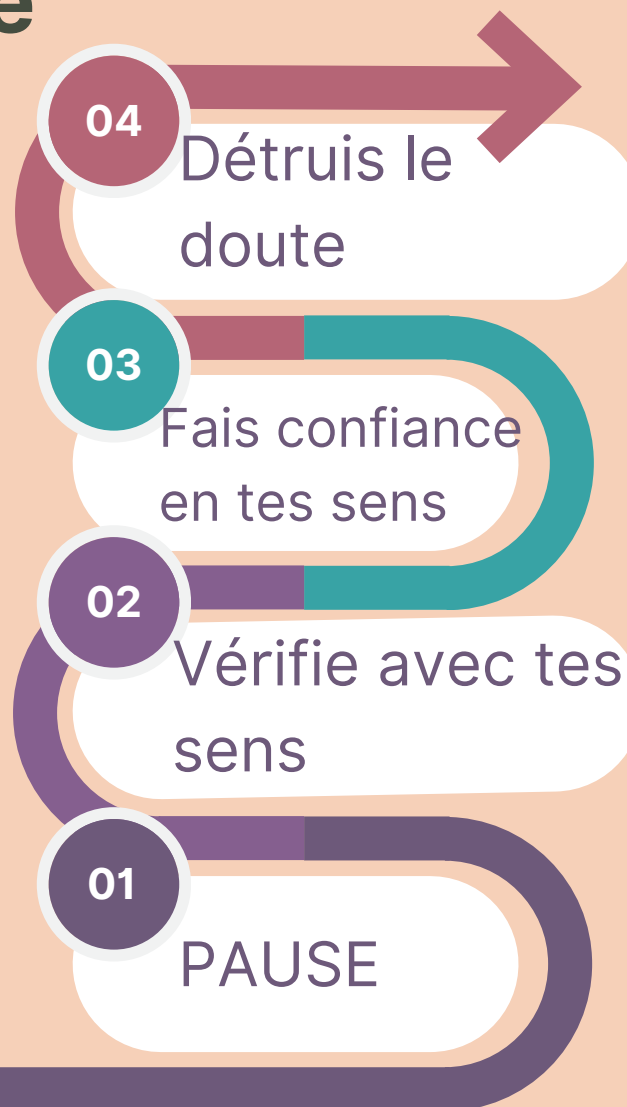 e
04
Détruis le
doute
03
Fais confiance
en tes sens
02
Vérifie avec tes
sens
01
PAUSE